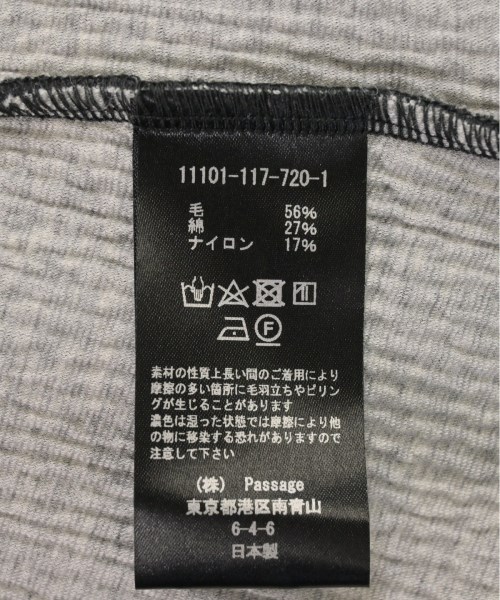 11101-117-720-1
毛 56%
綿 27%
ナイロン 17%
F
素材の性質上長い間のご着用により
摩擦の多い箇所に毛羽立ちやピリン
グが生じることがあります
濃色は湿った状態では摩擦により他
の物に移染する恐れがありますので
注意して下さい
(株) Passage
東京都港区南青山
6-4-6
日本製